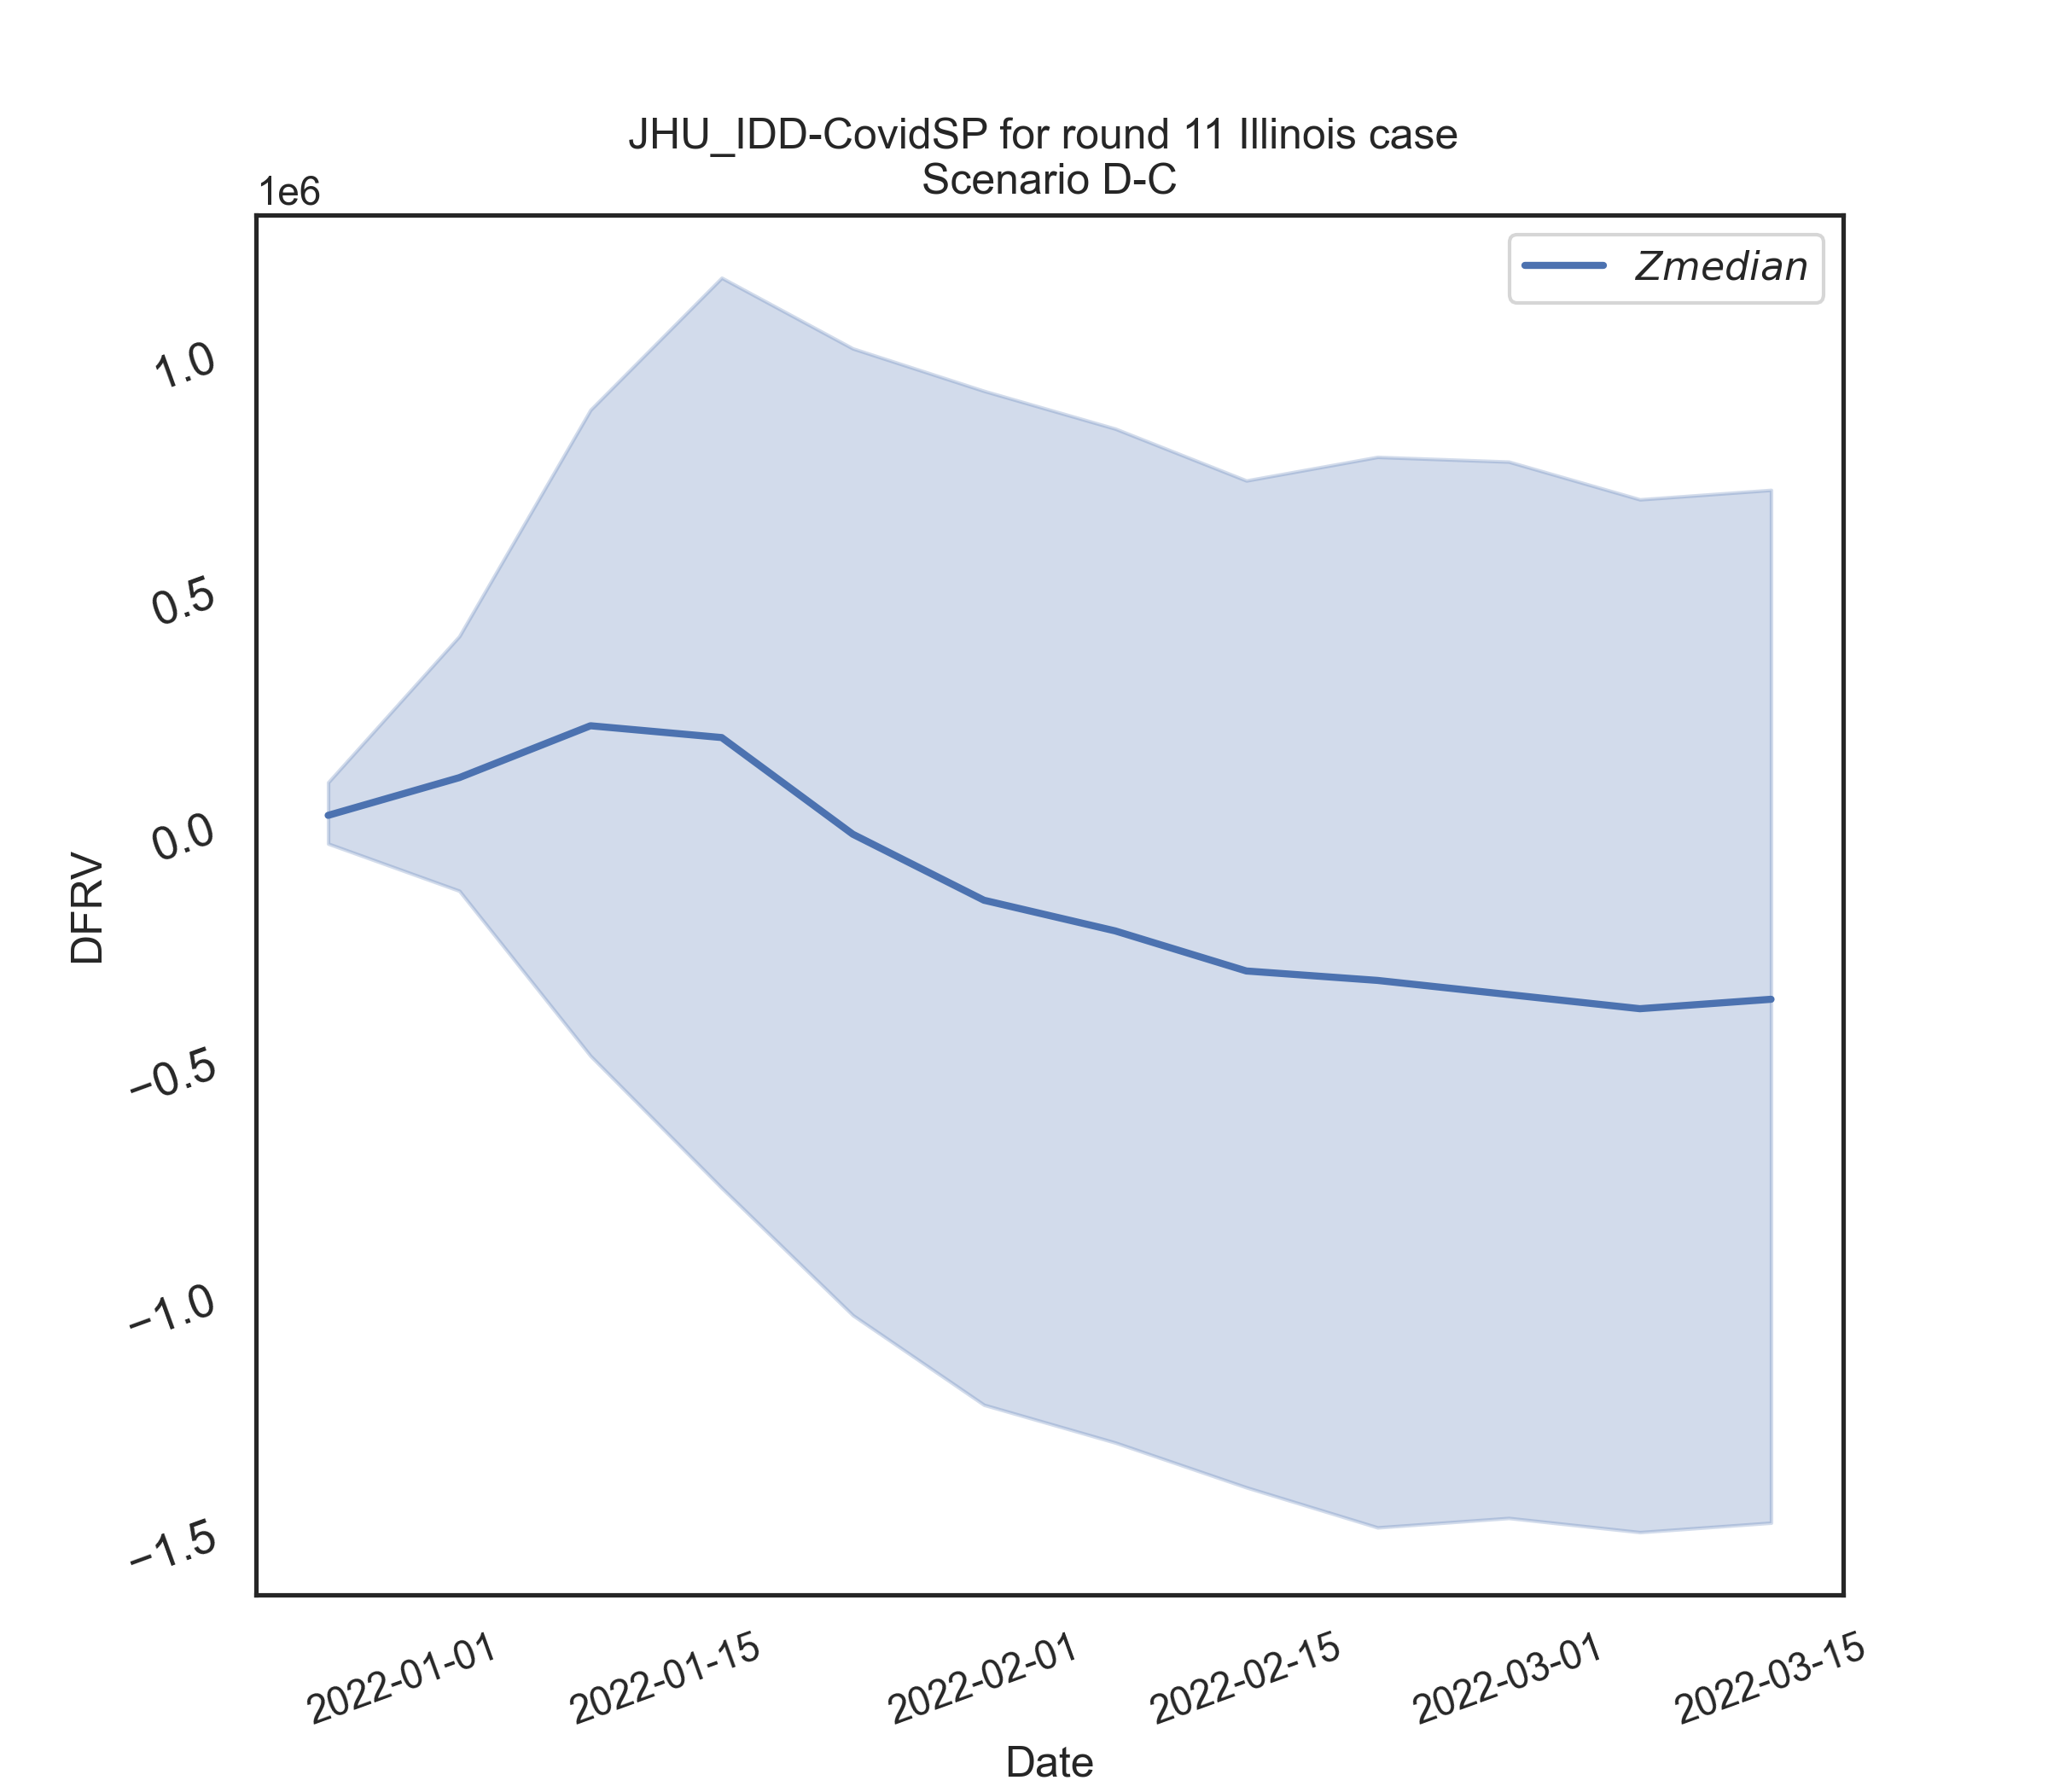 JHU_IDD-CovidSP for round 11 Illinois case
Scenario D-C
1e6
Zmedian
1.0
0.5
0.0
−0.5
−1.0
−1.5
DFRV
2022-01-01
2022-01-15
2022-02-01
2022-02-15
2022-03-01
2022-03-15
Date